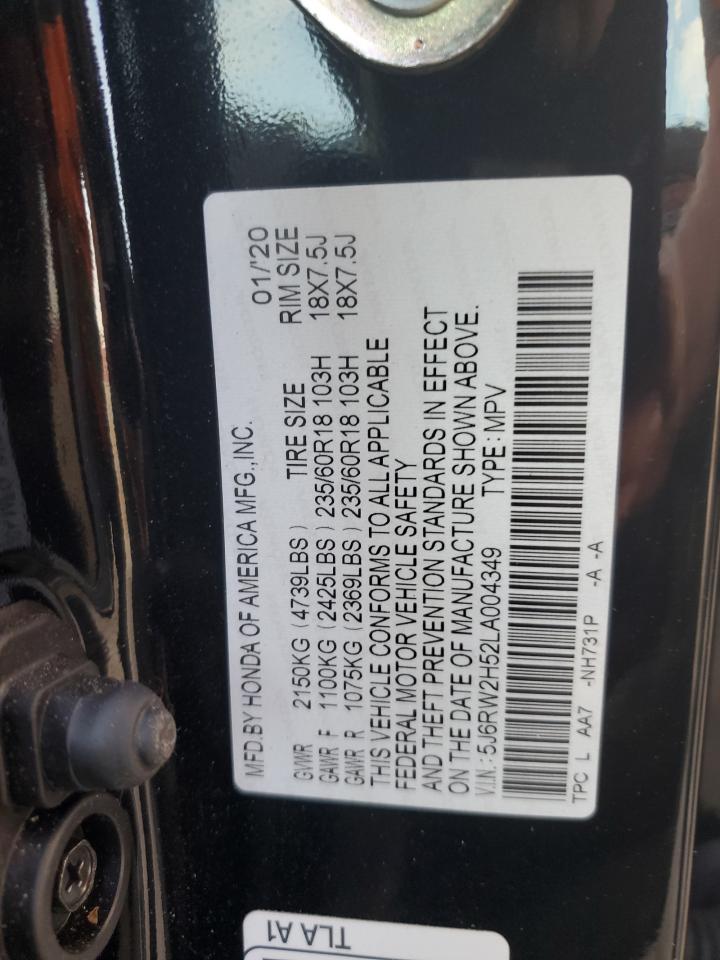 MFD.BY HONDA OF AMERICA MFG.,INC. 01/'20
GVWR 2150KG (4739LBS) TIRE SIZE RIM SIZE
GAWR F 1100KG (2425LBS) 235/60R18 103H 18X7.5J
GAWR R 1075KG (2369LBS) 235/60R18 103H 18X7.5J
THIS VEHICLE CONFORMS TO ALL APPLICABLE
FEDERAL MOTOR VEHICLE SAFETY
AND THEFT PREVENTION STANDARDS IN EFFECT
ON THE DATE OF MANUFACTURE SHOWN ABOVE.
V.I.N.:5J6RW2H52LA004349 TYPE:MPV
TPC L AA7 -NH731P -A -A
TLA A1